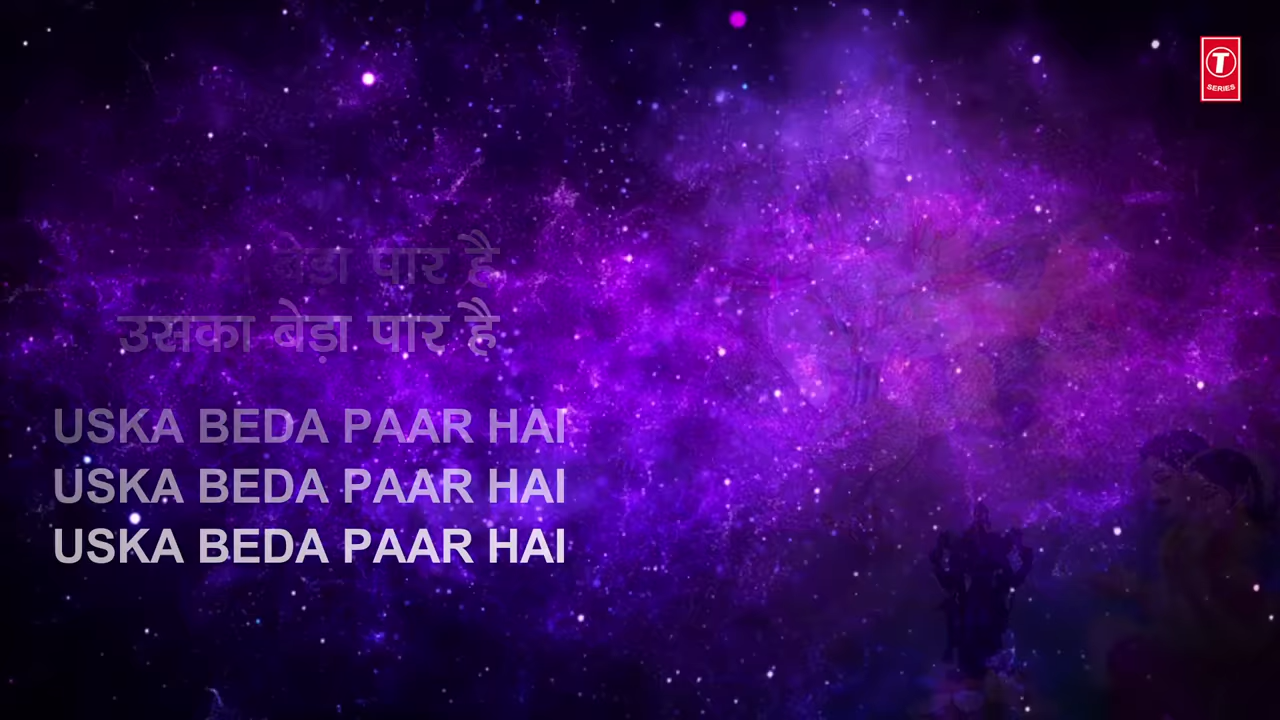 बेड़ा पार है
उसका बेड़ा पार है
USKA BEDA PAAR HAI
USKA BEDA PAAR HAI
USKA BEDA PAAR HAI
T
SERIES